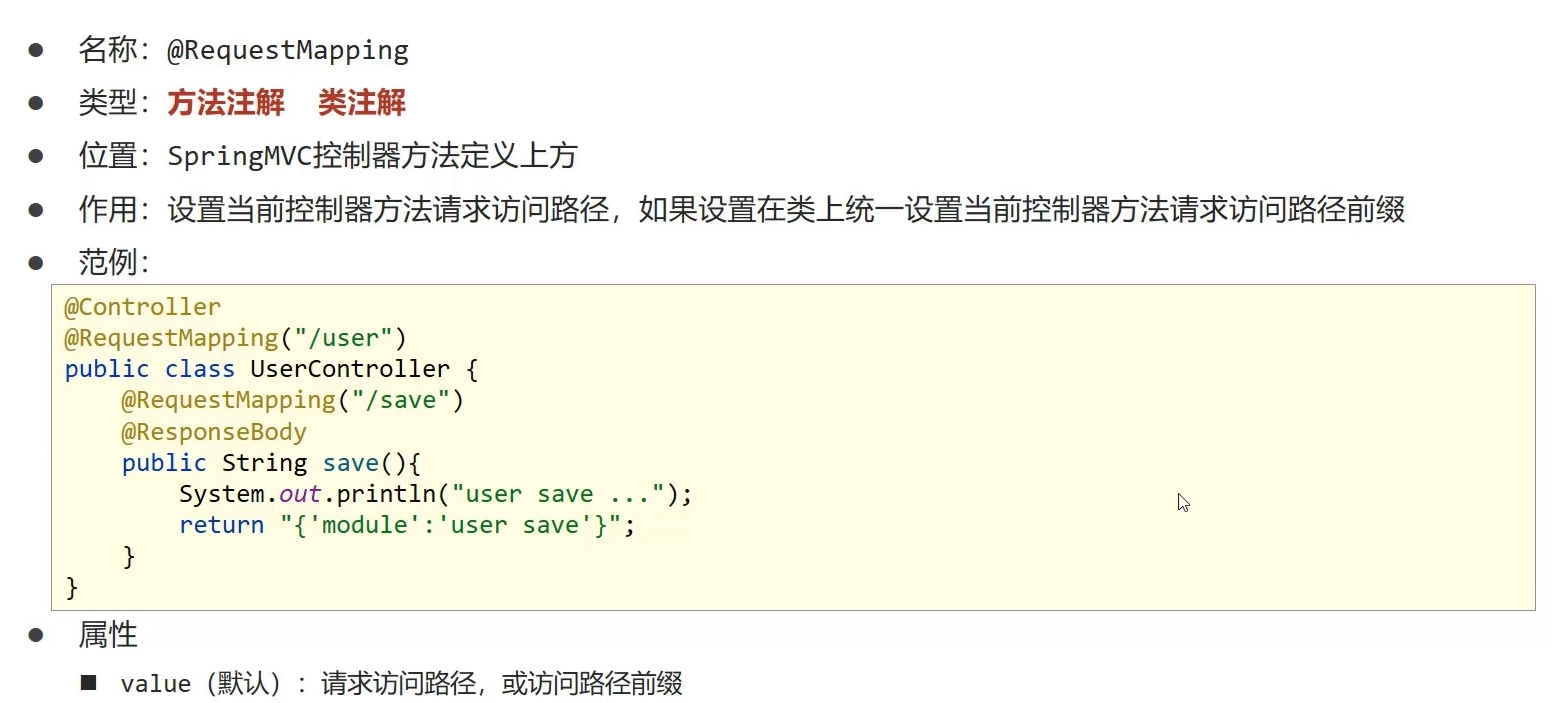 ● 名称：@RequestMapping
● 类型：方法注解 类注解
● 位置：SpringMVC控制器方法定义上方
● 作用：设置当前控制器方法请求访问路径，如果设置在类上统一设置当前控制器方法请求访问路径前缀
● 范例：
@Controller
@RequestMapping("/user")
public class UserController {
    @RequestMapping("/save")
    @ResponseBody
    public String save(){
        System.out.println("user save ...");
        return "{'module':'user save'}";
    }
}
● 属性
■ value（默认）：请求访问路径，或访问路径前缀